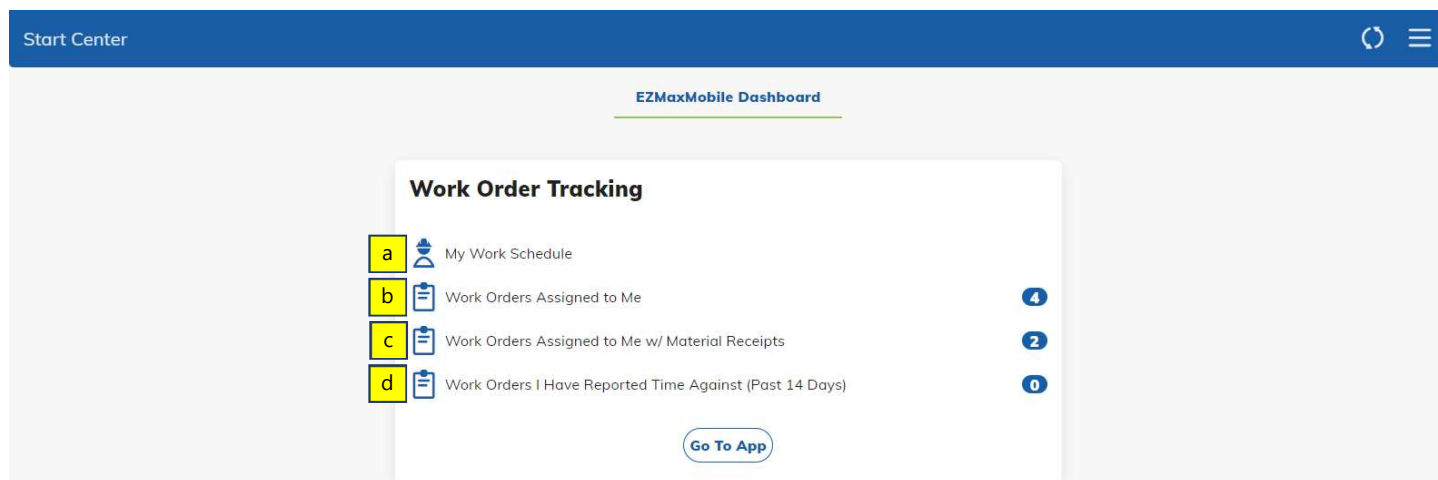 Start Center
EZMaxMobile Dashboard
Work Order Tracking
a My Work Schedule
b Work Orders Assigned to Me 4
c Work Orders Assigned to Me w/ Material Receipts 2
d Work Orders I Have Reported Time Against (Past 14 Days) 0
Go To App